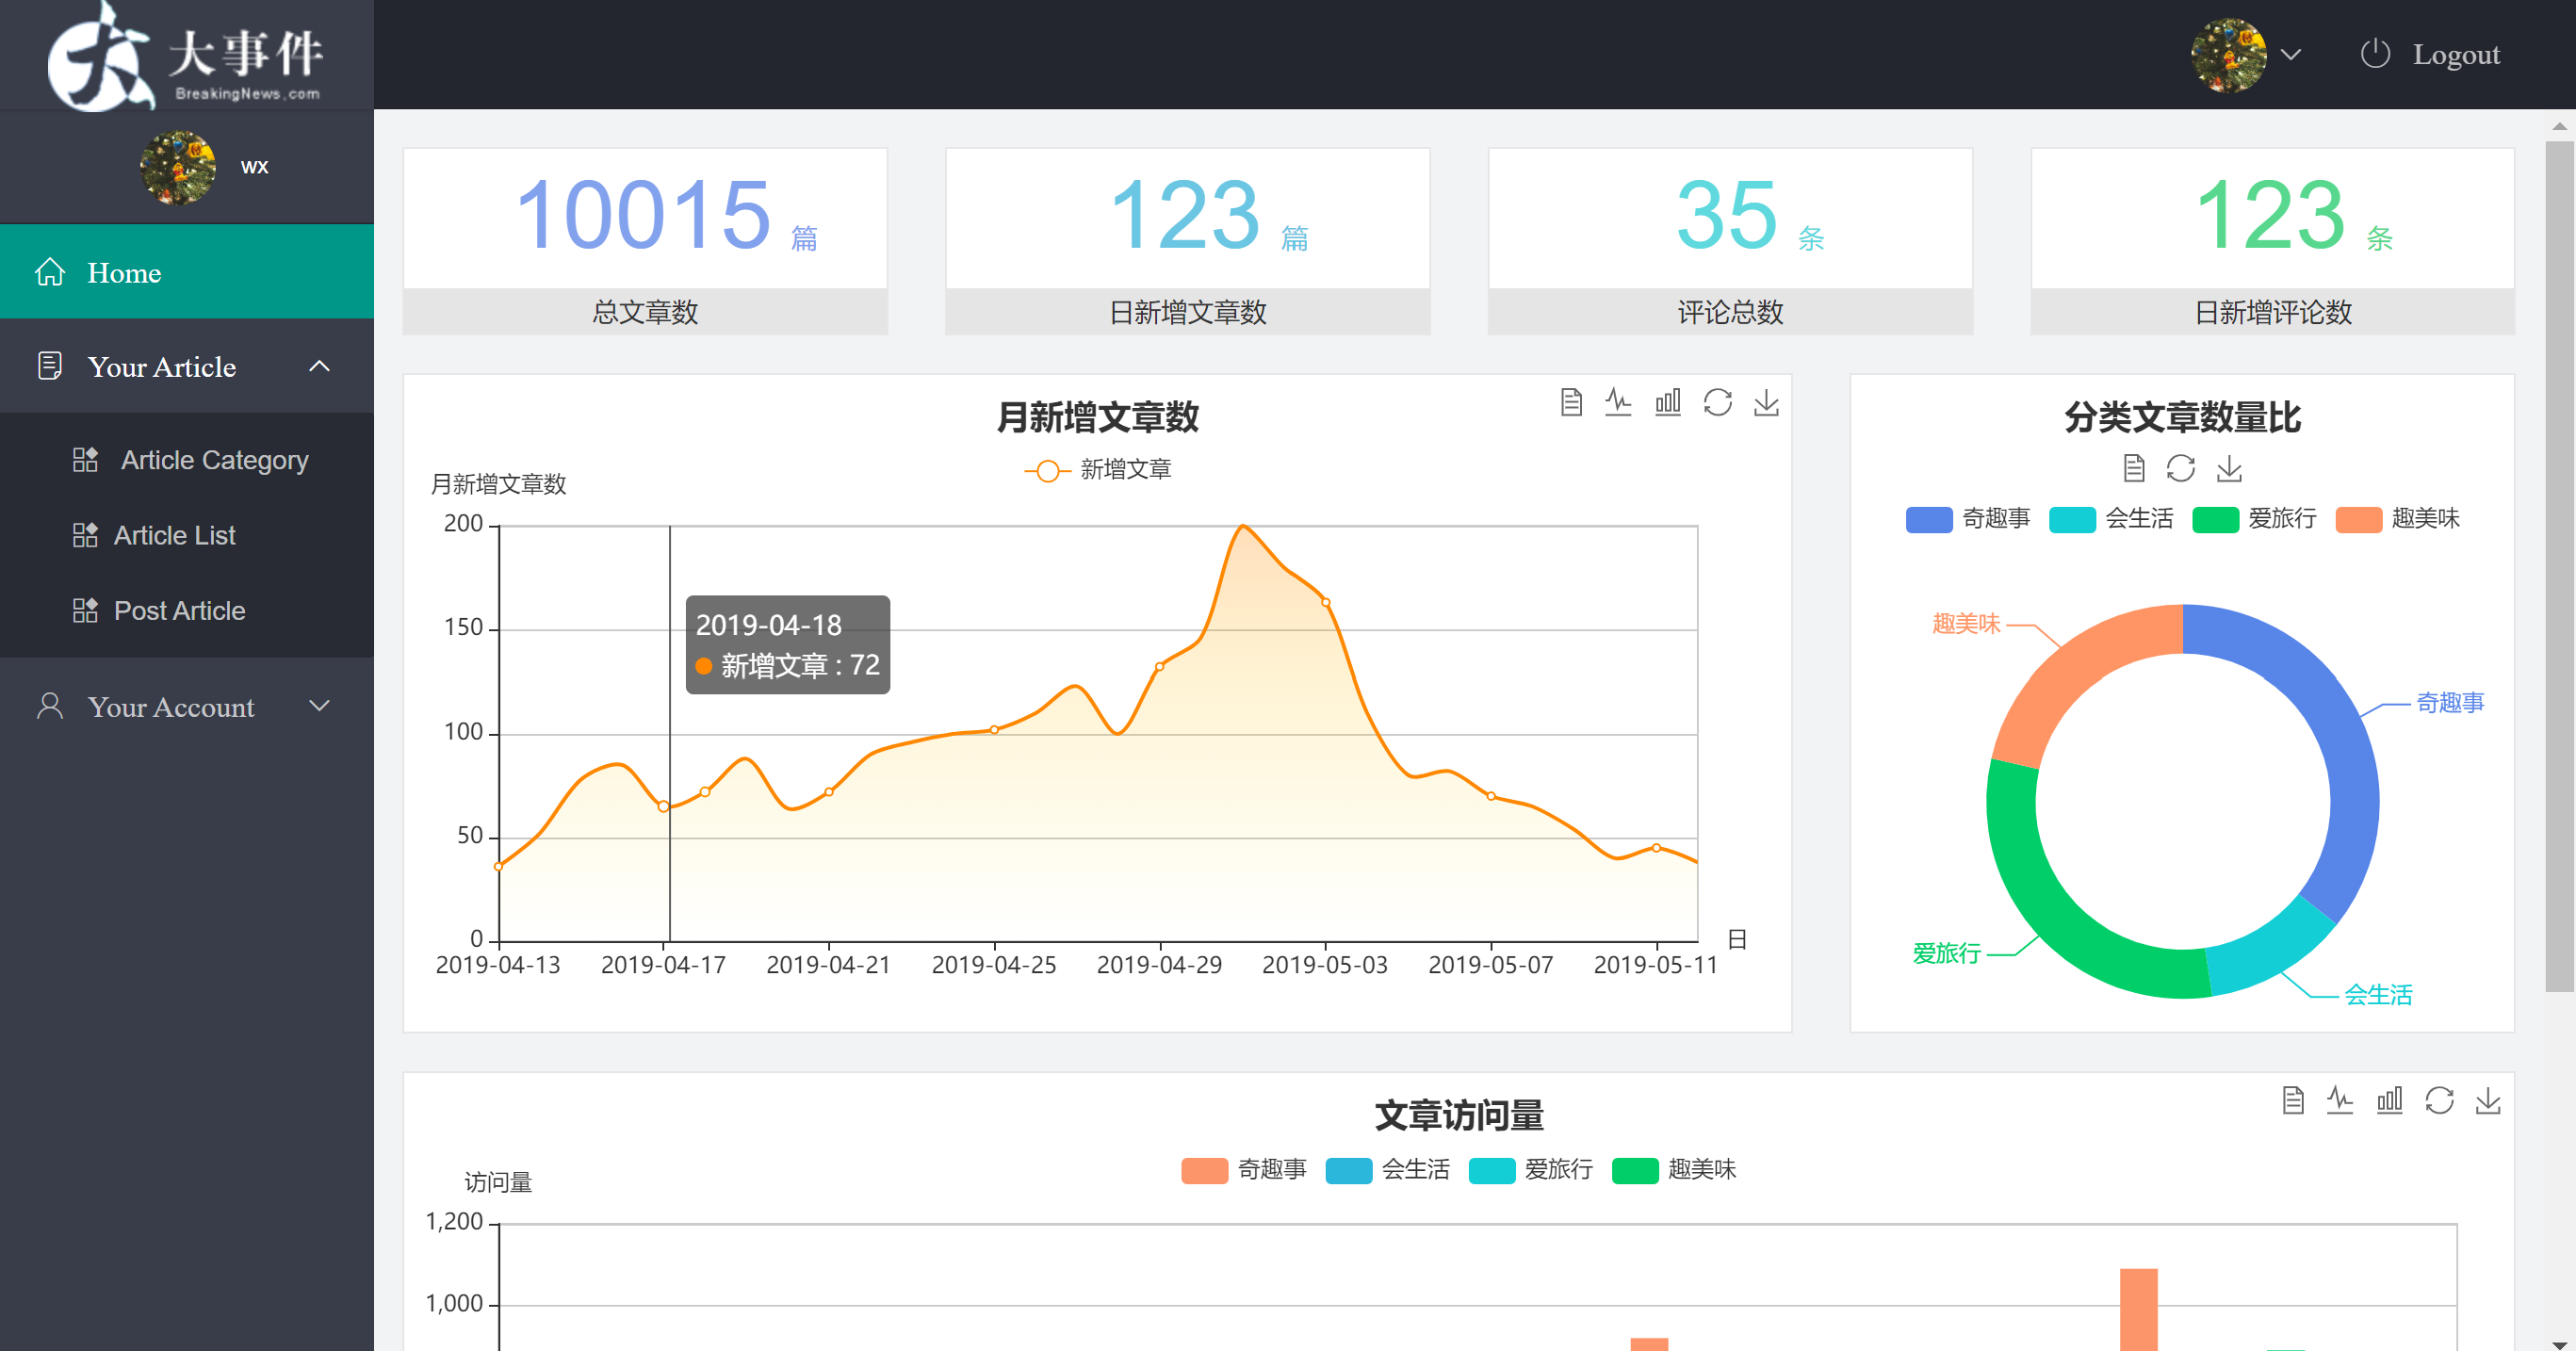 大事件
BreakingNews.com
Logout
wx
Home
Your Article
Article Category
Article List
Post Article
Your Account
10015 篇
总文章数
123 篇
日新增文章数
35 条
评论总数
123 条
日新增评论数
月新增文章数
新增文章
月新增文章数
200
150
100
50
0
2019-04-18
新增文章 : 72
2019-04-13 2019-04-17 2019-04-21 2019-04-25 2019-04-29 2019-05-03 2019-05-07 2019-05-11
日
分类文章数量比
奇趣事 会生活 爱旅行 趣美味
趣美味
奇趣事
爱旅行
会生活
文章访问量
奇趣事 会生活 爱旅行 趣美味
访问量
1,200
1,000